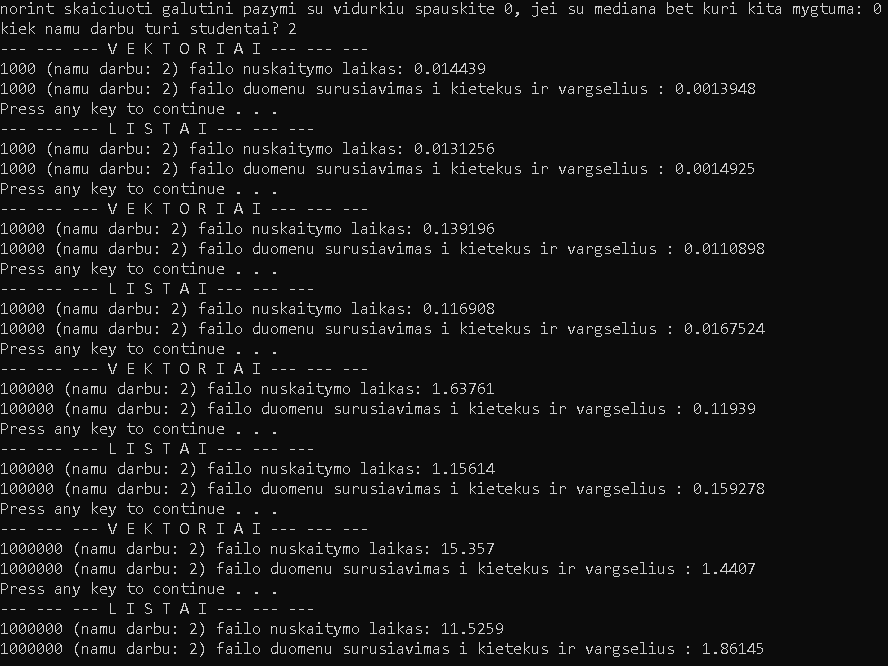 norint skaiciuoti galutini pazymi su vidurkiu spauskite 0, jei su mediana bet kuri kita mygtuma: 0
kiek namu darbu turi studentai? 2
--- --- --- V E K T O R I A I --- --- ---
1000 (namu darbu: 2) failo nuskaitymo laikas: 0.014439
1000 (namu darbu: 2) failo duomenu surusiavimas i kietekus ir vargselius : 0.0013948
Press any key to continue . . .
--- --- --- L I S T A I --- --- ---
1000 (namu darbu: 2) failo nuskaitymo laikas: 0.0131256
1000 (namu darbu: 2) failo duomenu surusiavimas i kietekus ir vargselius : 0.0014925
Press any key to continue . . .
--- --- --- V E K T O R I A I --- --- ---
10000 (namu darbu: 2) failo nuskaitymo laikas: 0.139196
10000 (namu darbu: 2) failo duomenu surusiavimas i kietekus ir vargselius : 0.0110898
Press any key to continue . . .
--- --- --- L I S T A I --- --- ---
10000 (namu darbu: 2) failo nuskaitymo laikas: 0.116908
10000 (namu darbu: 2) failo duomenu surusiavimas i kietekus ir vargselius : 0.0167524
Press any key to continue . . .
--- --- --- V E K T O R I A I --- --- ---
100000 (namu darbu: 2) failo nuskaitymo laikas: 1.63761
100000 (namu darbu: 2) failo duomenu surusiavimas i kietekus ir vargselius : 0.11939
Press any key to continue . . .
--- --- --- L I S T A I --- --- ---
100000 (namu darbu: 2) failo nuskaitymo laikas: 1.15614
100000 (namu darbu: 2) failo duomenu surusiavimas i kietekus ir vargselius : 0.159278
Press any key to continue . . .
--- --- --- V E K T O R I A I --- --- ---
1000000 (namu darbu: 2) failo nuskaitymo laikas: 15.357
1000000 (namu darbu: 2) failo duomenu surusiavimas i kietekus ir vargselius : 1.4407
Press any key to continue . . .
--- --- --- L I S T A I --- --- ---
1000000 (namu darbu: 2) failo nuskaitymo laikas: 11.5259
1000000 (namu darbu: 2) failo duomenu surusiavimas i kietekus ir vargselius : 1.86145